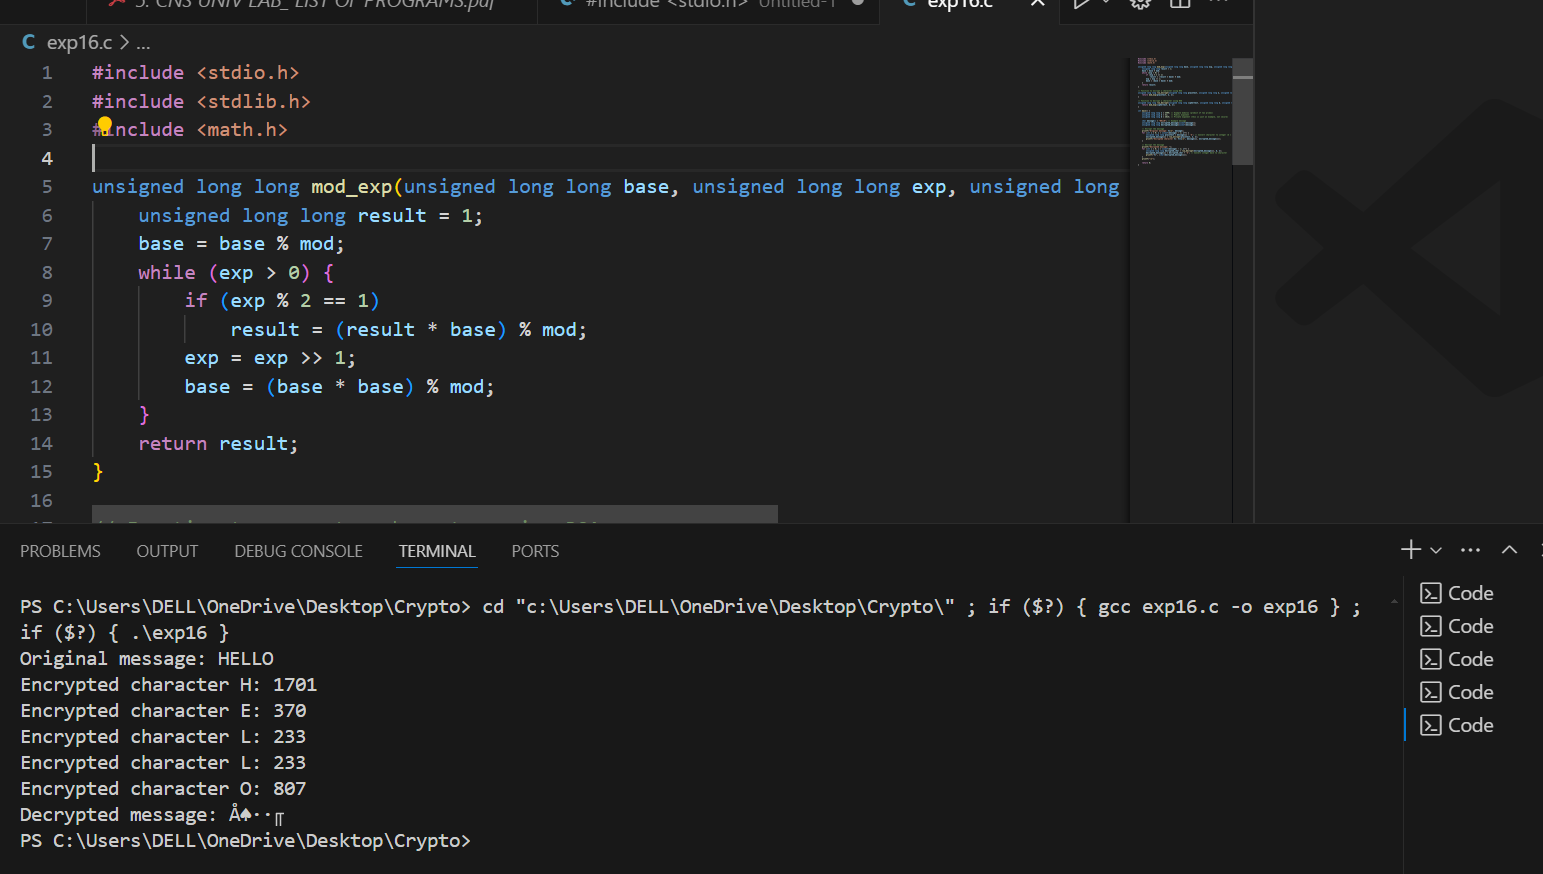 5. CNS UNIV LAB_ LIST OF PROGRAMS.pdf
#include <stdio.h> Untitled-1
exp16.c
exp16.c > ...
1 #include <stdio.h>
2 #include <stdlib.h>
3 #include <math.h>
4
5 unsigned long long mod_exp(unsigned long long base, unsigned long long exp, unsigned long
6 unsigned long long result = 1;
7 base = base % mod;
8 while (exp > 0) {
9 if (exp % 2 == 1)
10 result = (result * base) % mod;
11 exp = exp >> 1;
12 base = (base * base) % mod;
13 }
14 return result;
15 }
16
PROBLEMS OUTPUT DEBUG CONSOLE TERMINAL PORTS
PS C:\Users\DELL\OneDrive\Desktop\Crypto> cd "c:\Users\DELL\OneDrive\Desktop\Crypto\" ; if ($?) { gcc exp16.c -o exp16 } ;
if ($?) { .\exp16 }
Original message: HELLO
Encrypted character H: 1701
Encrypted character E: 370
Encrypted character L: 233
Encrypted character L: 233
Encrypted character O: 807
Decrypted message: Å♠··╓
PS C:\Users\DELL\OneDrive\Desktop\Crypto>
Code
Code
Code
Code
Code